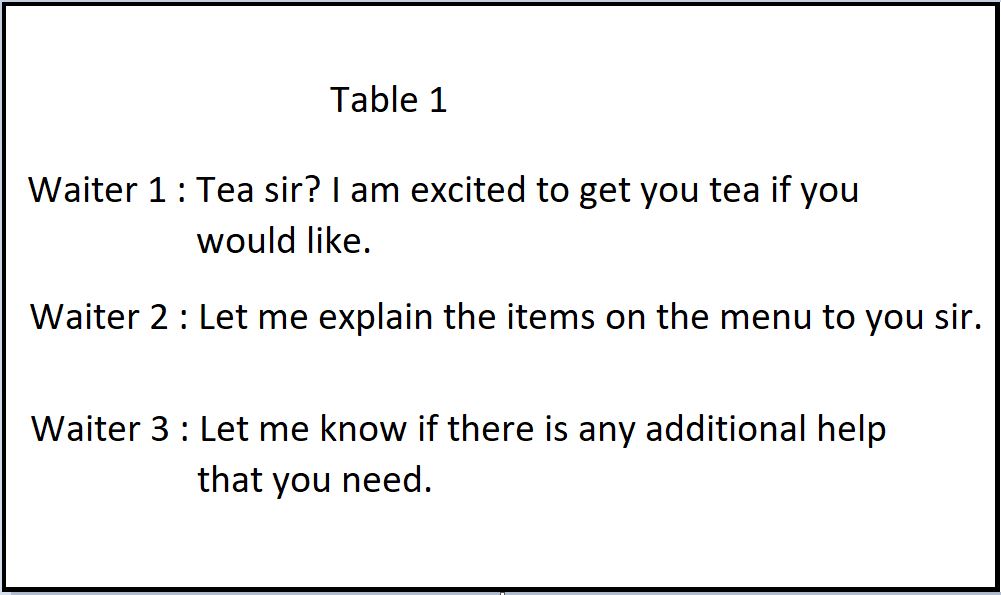 Table 1
Waiter 1 : Tea sir? I am excited to get you tea if you
would like.
Waiter 2 : Let me explain the items on the menu to you sir.
Waiter 3 : Let me know if there is any additional help
that you need.